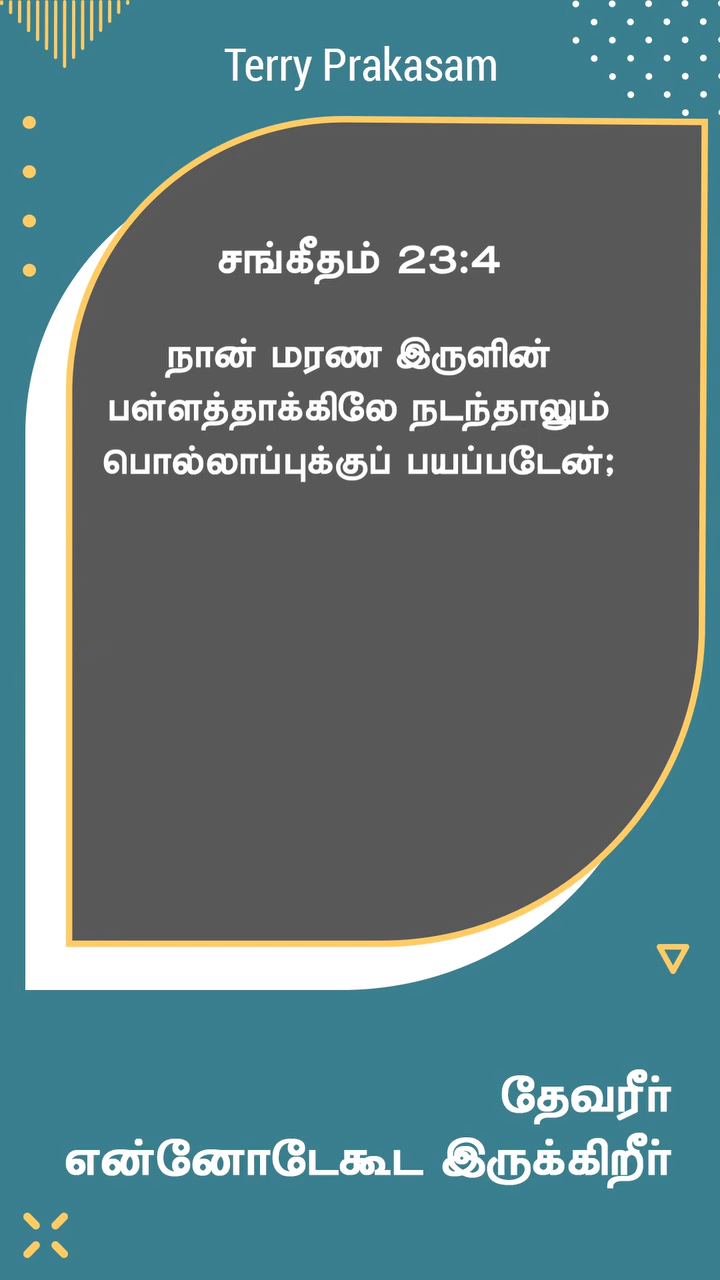 Terry Prakasam
சங்கீதம் 23:4
நான் மரண இருளின்
பள்ளத்தாக்கிலே நடந்தாலும்
பொல்லாப்புக்குப் பயப்படேன்;
தேவரீர்
என்னோடேகூட இருக்கிறீர்